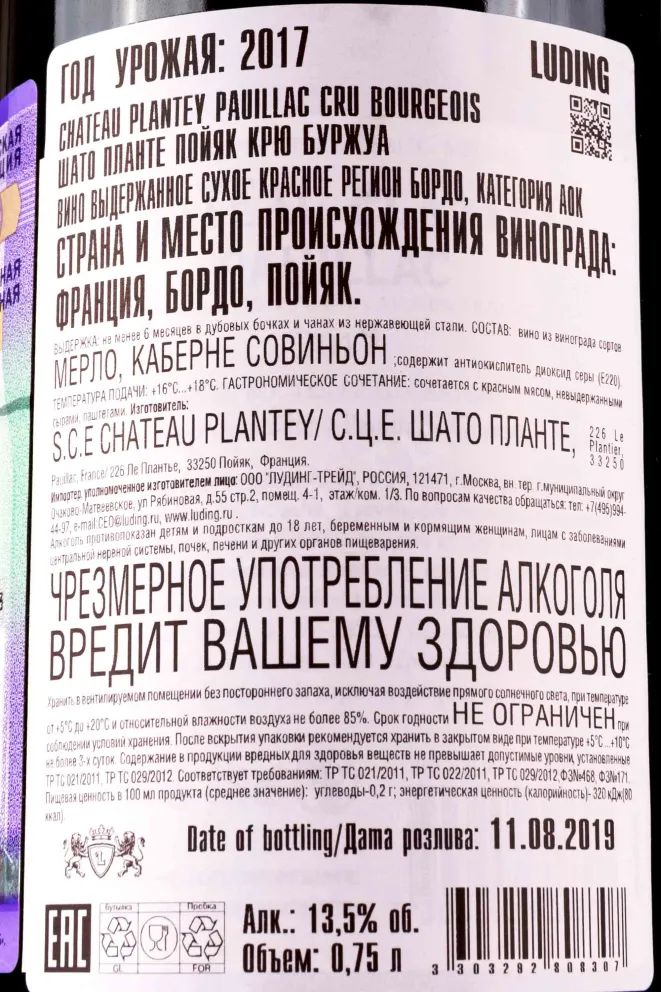 ГОД УРОЖАЯ: 2017
LUDING
CHATEAU PLANTEY PAUILLAC CRU BOURGEOIS
ШАТО ПЛАНТЕ ПОЙЯК КРЮ БУРЖУА
ВИНО ВЫДЕРЖАННОЕ СУХОЕ КРАСНОЕ РЕГИОН БОРДО, КАТЕГОРИЯ АОК
СТРАНА И МЕСТО ПРОИСХОЖДЕНИЯ ВИНОГРАДА:
ФРАНЦИЯ, БОРДО, ПОЙЯК.
ВЫДЕРЖКА: не менее 6 месяцев в дубовых бочках и чанах из нержавеющей стали. СОСТАВ: вино из винограда сортов
МЕРЛО, КАБЕРНЕ СОВИНЬОН ;содержит антиокислитель диоксид серы (Е220).
ТЕМПЕРАТУРА ПОДАЧИ: +16°С...+18°С. ГАСТРОНОМИЧЕСКОЕ СОЧЕТАНИЕ: сочетается с красным мясом, невыдержанными
сырами, паштетами. Изготовитель:
S.C.E CHATEAU PLANTEY/ С.Ц.Е. ШАТО ПЛАНТЕ, 226 Le Plantier, 33250
Pauillac, France/ 226 Ле Плантье, 33250 Пойяк, Франция.
Импортер, уполномоченное изготовителем лицо: ООО "ЛУДИНГ-ТРЕЙД", РОССИЯ, 121471, г.Москва, вн. тер. г.муниципальный округ
Очаково-Матвеевское, ул Рябиновая, д.55 стр.2, помещ. 4-1, этаж/ком. 1/3. По вопросам качества обращаться: тел: +7(495)994-
44-97, e-mail:CEO@luding.ru, www.luding.ru .
Алкоголь противопоказан детям и подросткам до 18 лет, беременным и кормящим женщинам, лицам с заболеваниями
центральной нервной системы, почек, печени и других органов пищеварения.
ЧРЕЗМЕРНОЕ УПОТРЕБЛЕНИЕ АЛКОГОЛЯ
ВРЕДИТ ВАШЕМУ ЗДОРОВЬЮ
Хранить в вентилируемом помещении без постороннего запаха, исключая воздействие прямого солнечного света, при температуре
от +5°С до +20°С и относительной влажности воздуха не более 85%. Срок годности НЕ ОГРАНИЧЕН при
соблюдении условий хранения. После вскрытия упаковки рекомендуется хранить в закрытом виде при температуре +5°С...+10°С
не более 3-х суток. Содержание в продукции вредных для здоровья веществ не превышает допустимые уровни, установленные
ТР ТС 021/2011, ТР ТС 029/2012. Соответствует требованиям: ТР ТС 021/2011, ТР ТС 022/2011, ТР ТС 029/2012, ФЗ№468, ФЗ№171.
Пищевая ценность в 100 мл продукта (среднее значение): углеводы-0,2 г; энергетическая ценность (калорийность)- 320 кДж(80
ккал).
Date of bottling/Дата розлива: 11.08.2019
EAC
Бутылка
Пробка
GL
FOR
Алк.: 13,5% об.
Объем: 0,75 л
3 303292 808307